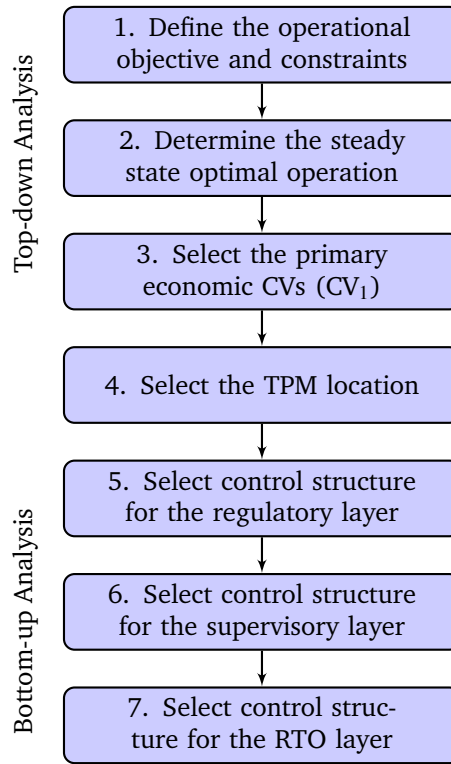 Top-down Analysis
1. Define the operational
objective and constraints
2. Determine the steady
state optimal operation
3. Select the primary
economic CVs (CV₁)
4. Select the TPM location
Bottom-up Analysis
5. Select control structure
for the regulatory layer
6. Select control structure
for the supervisory layer
7. Select control struc-
ture for the RTO layer